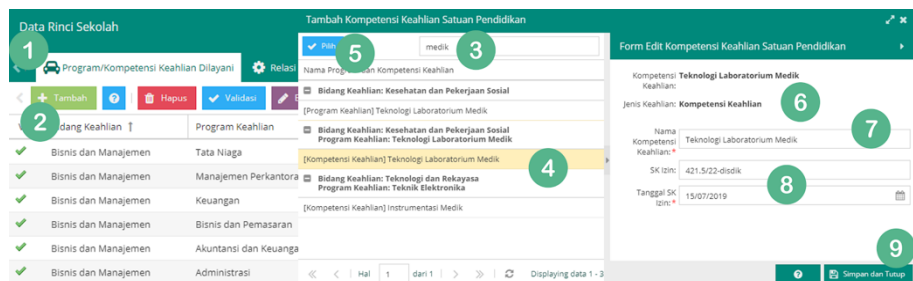 Data Rinci Sekolah
1
Program/Kompetensi Keahlian Dilayani
Relasi
Tambah
Hapus
Validasi
2
Bidang Keahlian ↑
Program Keahlian
Bisnis dan Manajemen
Tata Niaga
Bisnis dan Manajemen
Manajemen Perkantora
Bisnis dan Manajemen
Keuangan
Bisnis dan Manajemen
Bisnis dan Pemasaran
Bisnis dan Manajemen
Akuntansi dan Keuanga
Bisnis dan Manajemen
Administrasi
Tambah Kompetensi Keahlian Satuan Pendidikan
Pilih
5
medik
3
Nama Program dan Kompetensi Keahlian
Bidang Keahlian: Kesehatan dan Pekerjaan Sosial
[Program Keahlian] Teknologi Laboratorium Medik
Bidang Keahlian: Kesehatan dan Pekerjaan Sosial
Program Keahlian: Teknologi Laboratorium Medik
[Kompetensi Keahlian] Teknologi Laboratorium Medik
4
Bidang Keahlian: Teknologi dan Rekayasa
Program Keahlian: Teknik Elektronika
[Kompetensi Keahlian] Instrumentasi Medik
Hal 1 dari 1
Displaying data 1 - 3
Form Edit Kompetensi Keahlian Satuan Pendidikan
Kompetensi Keahlian: Teknologi Laboratorium Medik
6
Jenis Keahlian: Kompetensi Keahlian
7
Nama Kompetensi Keahlian: * Teknologi Laboratorium Medik
SK Izin: 421.5/22-disdik
8
Tanggal SK Izin: * 15/07/2019
9
Simpan dan Tutup